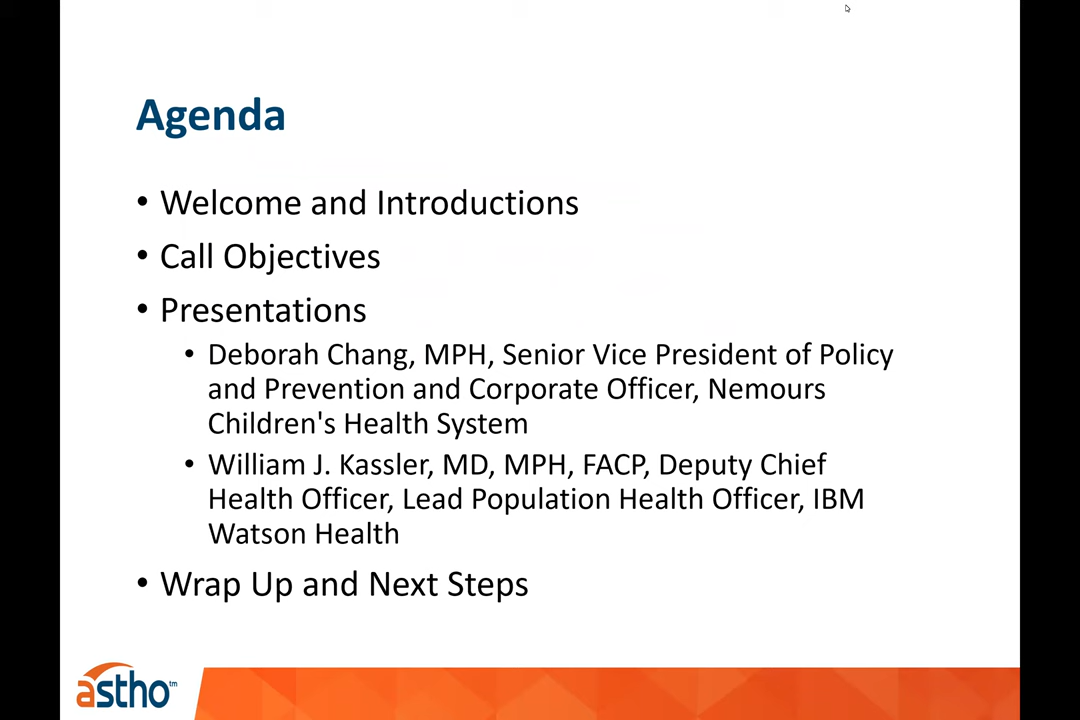 Agenda
• Welcome and Introductions
• Call Objectives
• Presentations
• Deborah Chang, MPH, Senior Vice President of Policy
and Prevention and Corporate Officer, Nemours
Children's Health System
• William J. Kassler, MD, MPH, FACP, Deputy Chief
Health Officer, Lead Population Health Officer, IBM
Watson Health
• Wrap Up and Next Steps
astho™